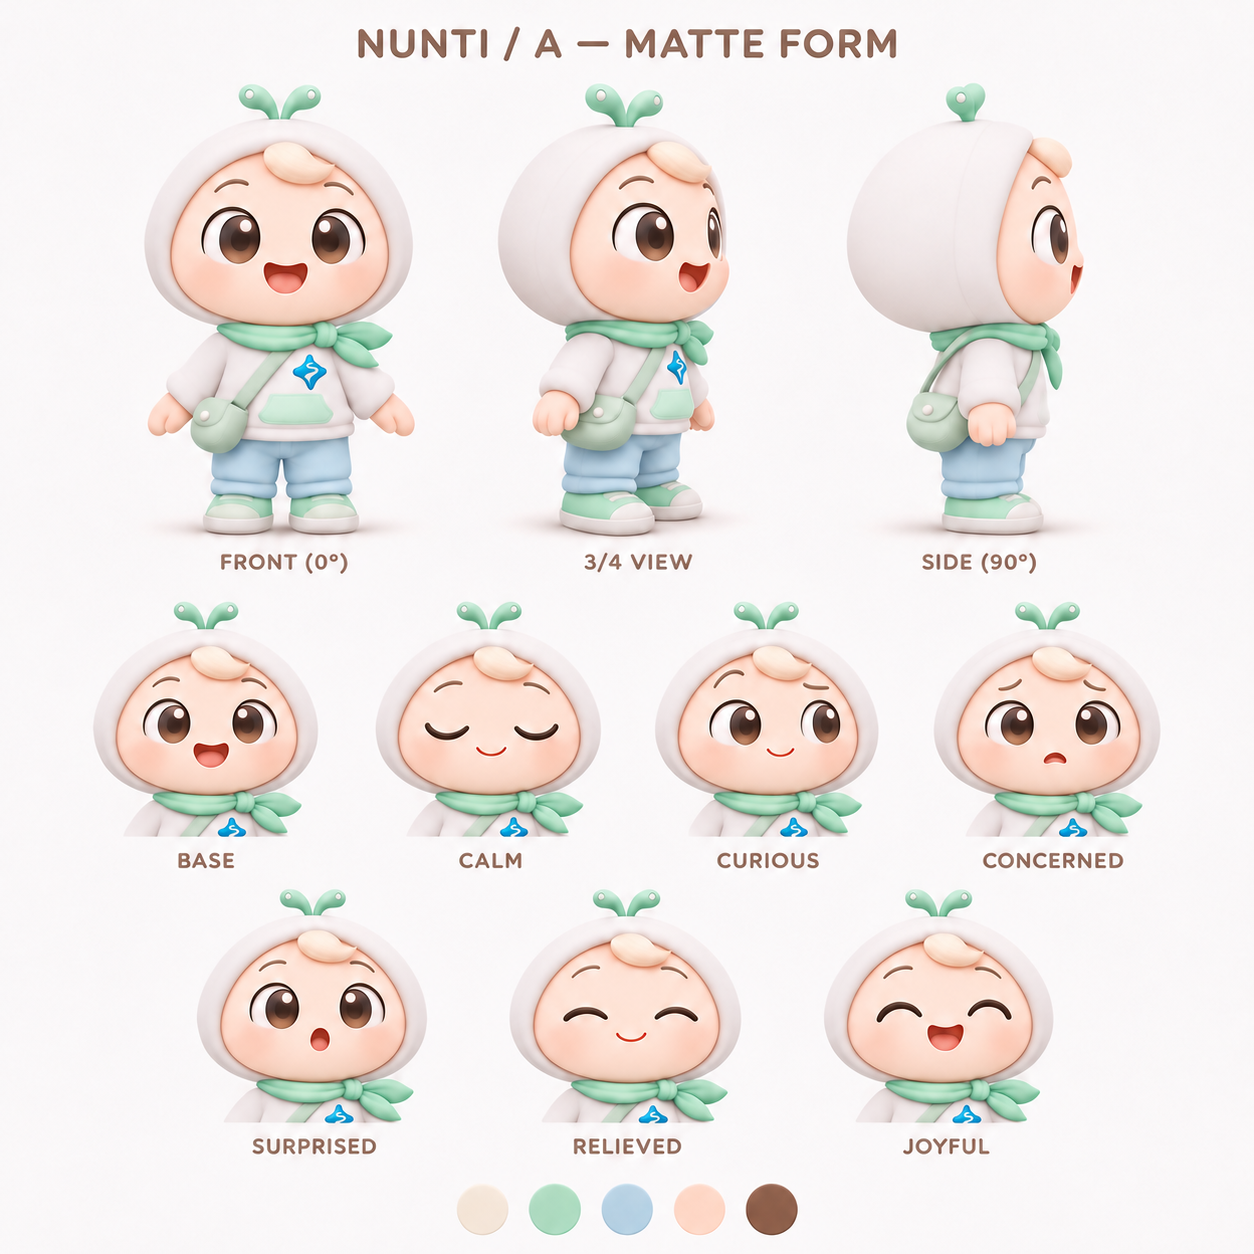 NUNTI / A — MATTE FORM
FRONT (0°)
3/4 VIEW
SIDE (90°)
BASE
CALM
CURIOUS
CONCERNED
SURPRISED
RELIEVED
JOYFUL